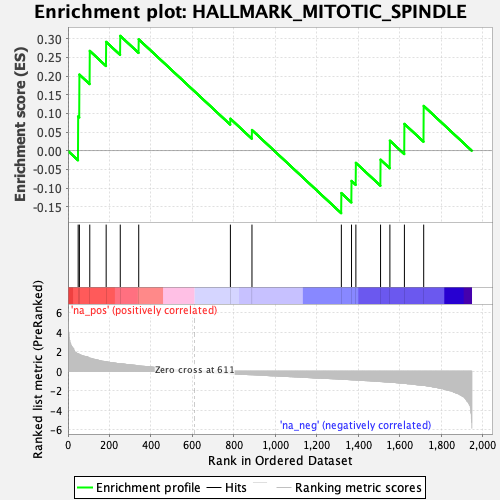 Enrichment plot: HALLMARK_MITOTIC_SPINDLE
Enrichment score (ES)
0.30
0.25
0.20
0.15
0.10
0.05
0.00
-0.05
-0.10
-0.15
'na_pos' (positively correlated)
Ranked list metric (PreRanked)
6
4
2
0
-2
-4
-6
Zero cross at 611
'na_neg' (negatively correlated)
0 200 400 600 800 1,000 1,200 1,400 1,600 1,800 2,000
Rank in Ordered Dataset
Enrichment profile Hits Ranking metric scores